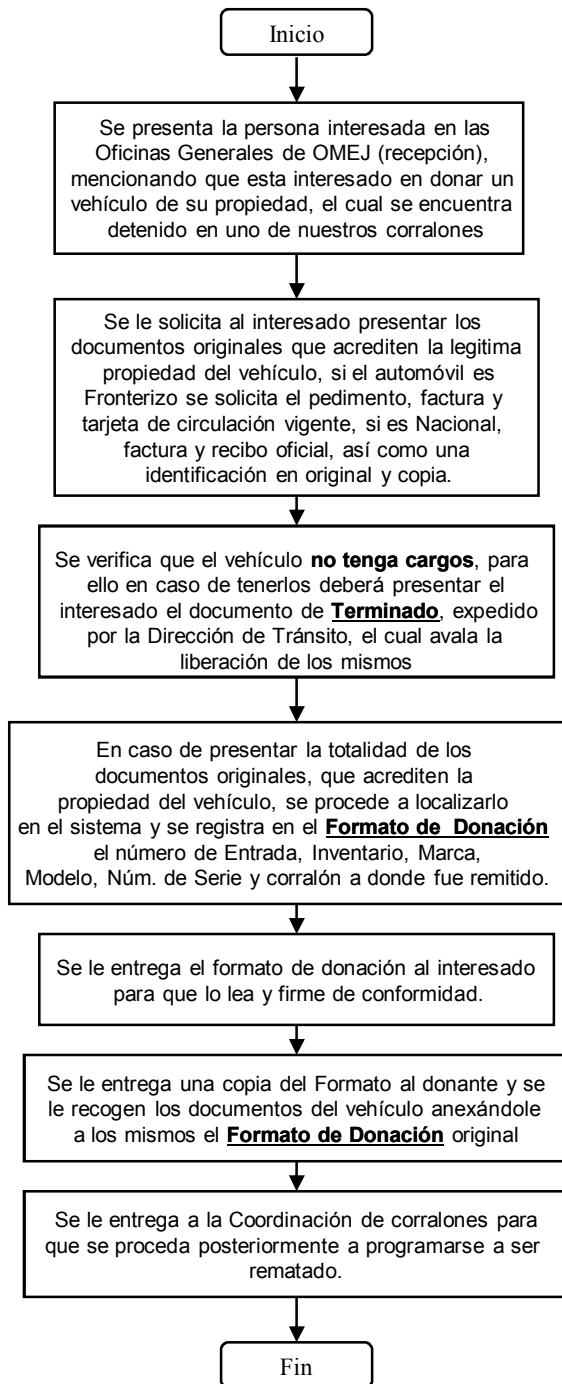 Inicio
Se presenta la persona interesada en las
Oficinas Generales de OMEJ (recepción),
mencionando que esta interesado en donar un
vehículo de su propiedad, el cual se encuentra
detenido en uno de nuestros corralones
Se le solicita al interesado presentar los
documentos originales que acrediten la legitima
propiedad del vehículo, si el automóvil es
Fronterizo se solicita el pedimento, factura y
tarjeta de circulación vigente, si es Nacional,
factura y recibo oficial, así como una
identificación en original y copia.
Se verifica que el vehículo no tenga cargos, para
ello en caso de tenerlos deberá presentar el
interesado el documento de Terminado, expedido
por la Dirección de Tránsito, el cual avala la
liberación de los mismos
En caso de presentar la totalidad de los
documentos originales, que acrediten la
propiedad del vehículo, se procede a localizarlo
en el sistema y se registra en el Formato de Donación
el número de Entrada, Inventario, Marca,
Modelo, Núm. de Serie y corralón a donde fue remitido.
Se le entrega el formato de donación al interesado
para que lo lea y firme de conformidad.
Se le entrega una copia del Formato al donante y se
le recogen los documentos del vehículo anexándole
a los mismos el Formato de Donación original
Se le entrega a la Coordinación de corralones para
que se proceda posteriormente a programarse a ser
rematado.
Fin